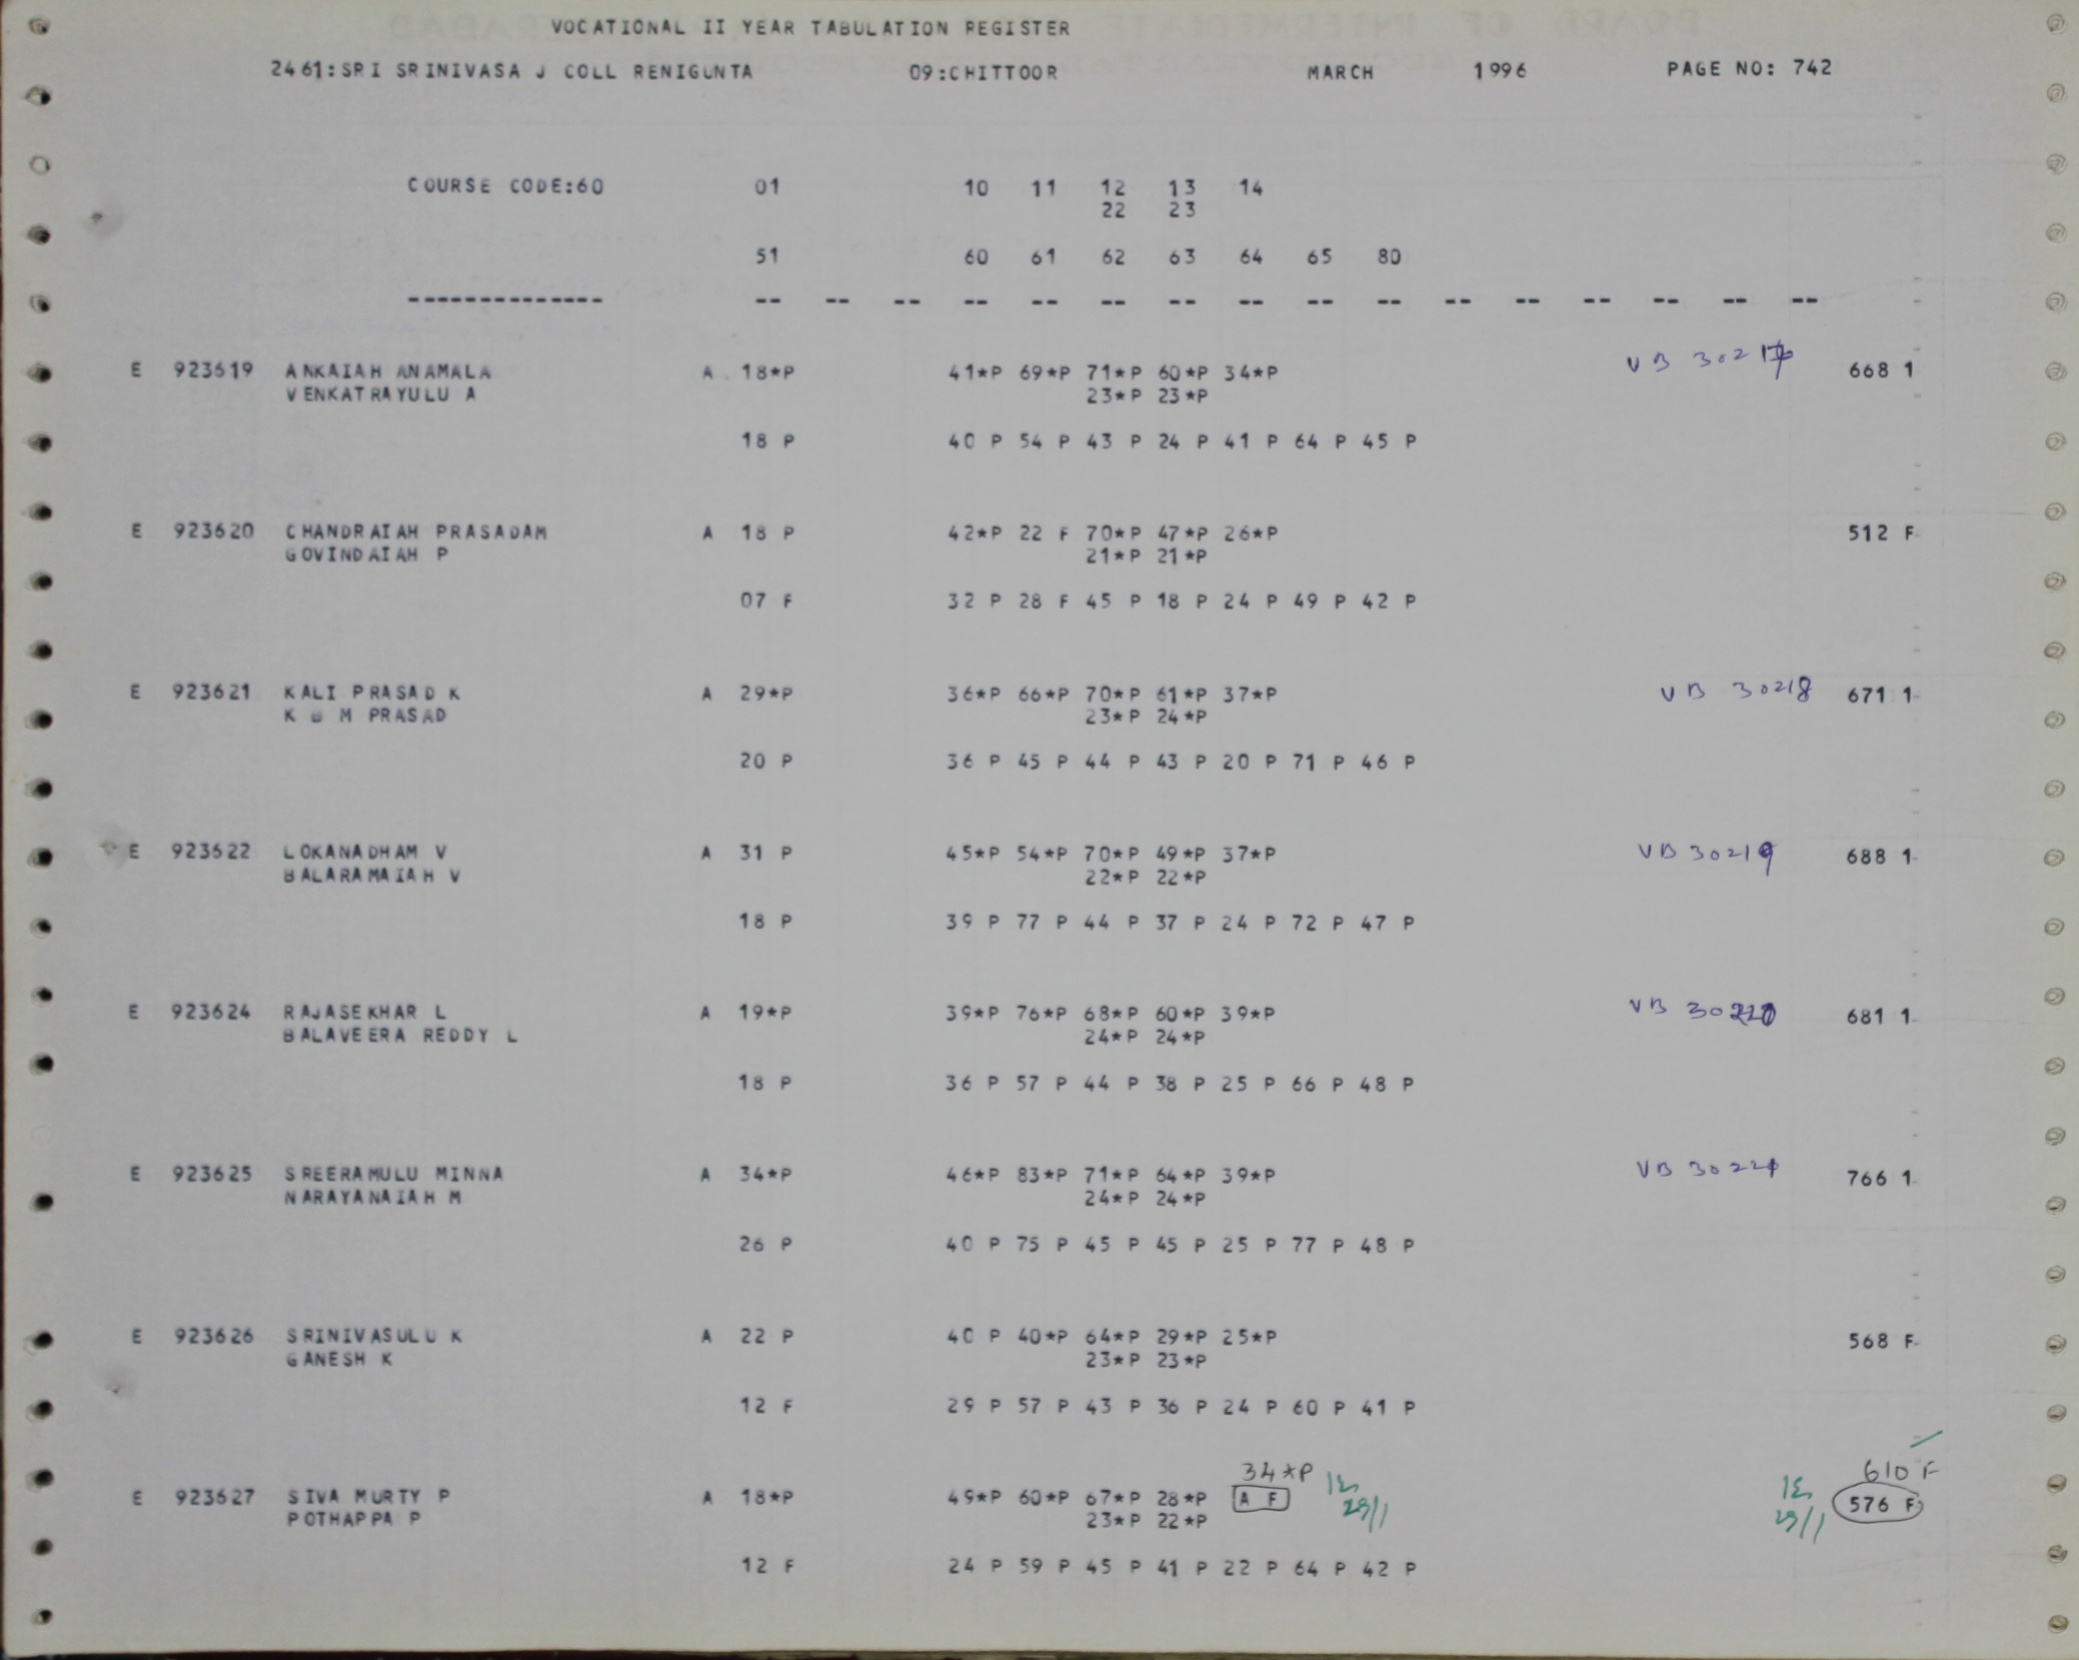 VOCATIONAL II YEAR TABULATION REGISTER
2461:SRI SRINIVASA J COLL RENIGUNTA 09:CHITTOOR MARCH 1996 PAGE NO: 742
COURSE CODE:60 01 10 11 12 13 14
22 23
51 60 61 62 63 64 65 80
-------------- -- -- -- -- -- -- -- -- -- -- -- -- -- -- -- --
E 923619 ANKAIAH ANAMALA A 18*P 41*P 69*P 71*P 60*P 34*P VB 30217 668 1
VENKATRAYULU A 23*P 23*P
18 P 40 P 54 P 43 P 24 P 41 P 64 P 45 P
E 923620 CHANDRAIAH PRASADAM A 18 P 42*P 22 F 70*P 47*P 26*P 512 F
GOVINDAIAH P 21*P 21*P
07 F 32 P 28 F 45 P 18 P 24 P 49 P 42 P
E 923621 KALI PRASAD K A 29*P 36*P 66*P 70*P 61*P 37*P VB 30218 671 1
K B M PRASAD 23*P 24*P
20 P 36 P 45 P 44 P 43 P 20 P 71 P 46 P
E 923622 LOKANADHAM V A 31 P 45*P 54*P 70*P 49*P 37*P VB 30219 688 1
BALARAMAIAH V 22*P 22*P
18 P 39 P 77 P 44 P 37 P 24 P 72 P 47 P
E 923624 RAJASEKHAR L A 19*P 39*P 76*P 68*P 60*P 39*P VB 30220 681 1
BALAVEERA REDDY L 24*P 24*P
18 P 36 P 57 P 44 P 38 P 25 P 66 P 48 P
E 923625 SREERAMULU MINNA A 34*P 46*P 83*P 71*P 64*P 39*P VB 30221 766 1
NARAYANAIAH M 24*P 24*P
26 P 40 P 75 P 45 P 45 P 25 P 77 P 48 P
E 923626 SRINIVASULU K A 22 P 40 P 40*P 64*P 29*P 25*P 568 F
GANESH K 23*P 23*P
12 F 29 P 57 P 43 P 36 P 24 P 60 P 41 P
34*P 610 F
E 923627 SIVA MURTY P A 18*P 49*P 60*P 67*P 28*P A F 576 F
POTHAPPA P 23*P 22*P 29/1 29/1
12 F 24 P 59 P 45 P 41 P 22 P 64 P 42 P